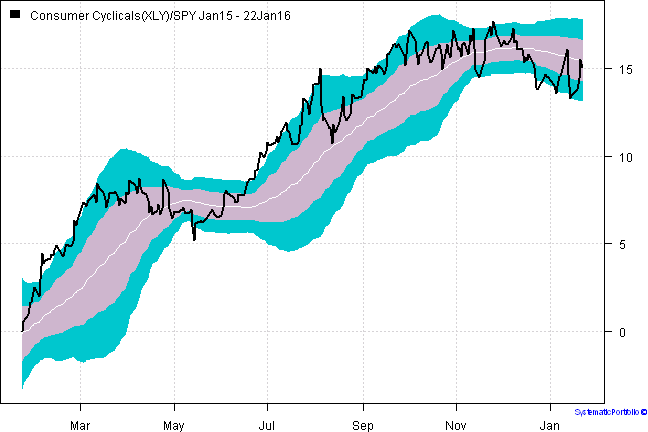 Consumer Cyclicals(XLY)/SPY Jan15 - 22Jan16
15
10
5
0
Mar May Jul Sep Nov Jan
SystematicPortfolio ©